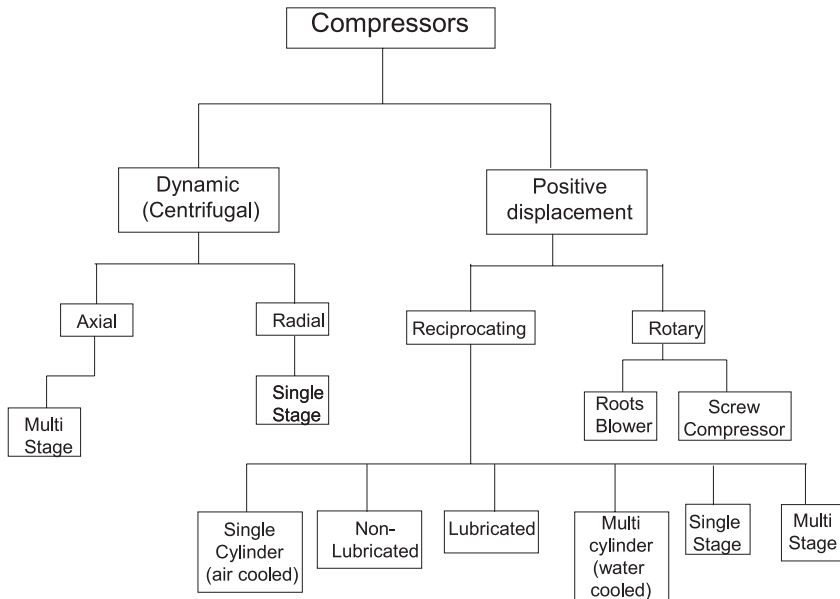 Compressors
Dynamic
(Centrifugal)
Positive
displacement
Axial
Radial
Reciprocating
Rotary
Multi
Stage
Single
Stage
Roots
Blower
Screw
Compressor
Single
Cylinder
(air cooled)
Non-
Lubricated
Lubricated
Multi
cylinder
(water
cooled)
Single
Stage
Multi
Stage